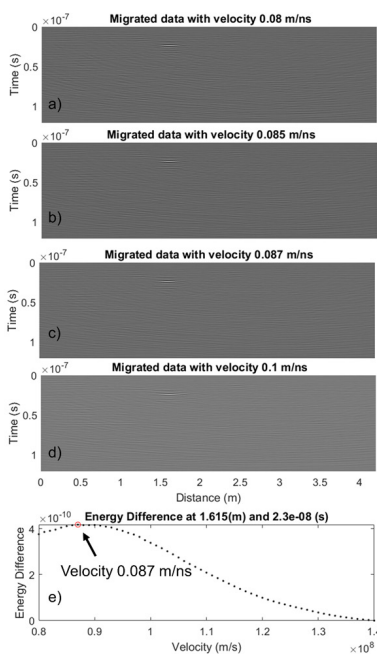 Migrated data with velocity 0.08 m/ns
×10-7
0
0.5
1
Time (s)
a)
Migrated data with velocity 0.085 m/ns
×10-7
0
0.5
1
Time (s)
b)
Migrated data with velocity 0.087 m/ns
×10-7
0
0.5
1
Time (s)
c)
Migrated data with velocity 0.1 m/ns
×10-7
0
0.5
1
Time (s)
d)
0 0.5 1 1.5 2 2.5 3 3.5 4
Distance (m)
Energy Difference at 1.615(m) and 2.3e-08 (s)
×10-10
4
2
0
Energy Difference
Velocity 0.087 m/ns
e)
0.8 0.9 1 1.1 1.2 1.3 1.4
Velocity (m/s)
×108